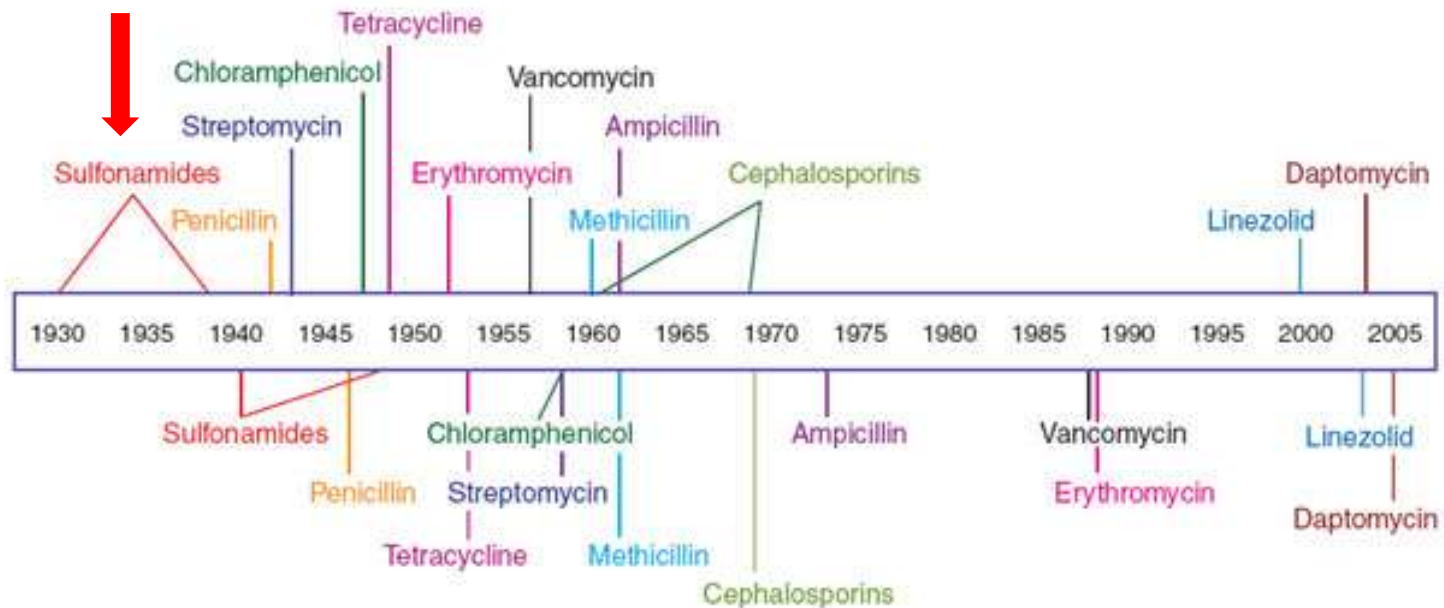 Tetracycline
Chloramphenicol
Vancomycin
Streptomycin
Ampicillin
Sulfonamides
Erythromycin
Cephalosporins
Daptomycin
Penicillin
Methicillin
Linezolid
1930 1935 1940 1945 1950 1955 1960 1965 1970 1975 1980 1985 1990 1995 2000 2005
Sulfonamides
Chloramphenicol
Ampicillin
Vancomycin
Linezolid
Penicillin
Streptomycin
Erythromycin
Daptomycin
Tetracycline
Methicillin
Cephalosporins